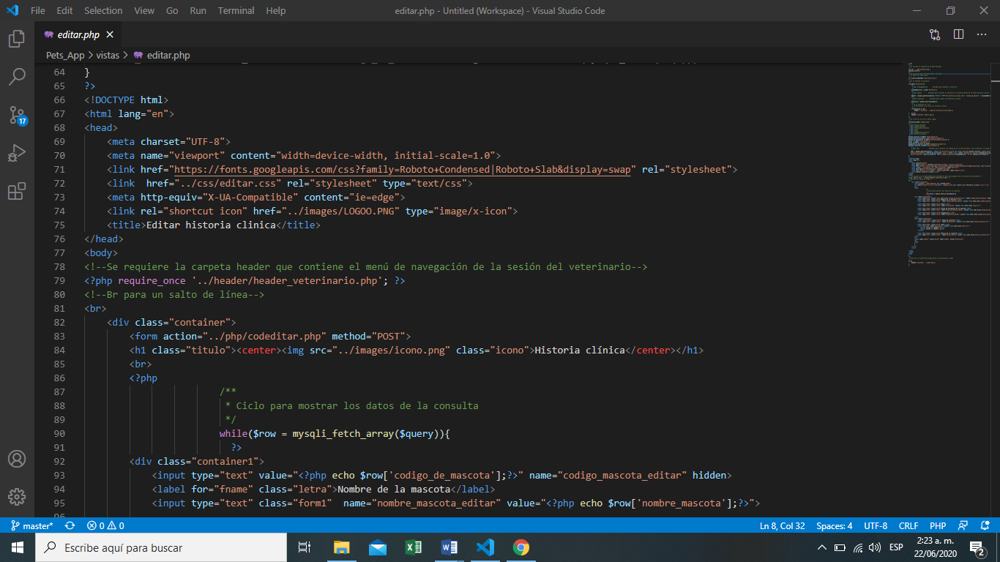 File Edit Selection View Go Run Terminal Help editar.php - Untitled (Workspace) - Visual Studio Code
editar.php
Pets_App > vistas > editar.php
64 }
65 ?>
66 <!DOCTYPE html>
67 <html lang="en">
68 <head>
69 <meta charset="UTF-8">
70 <meta name="viewport" content="width=device-width, initial-scale=1.0">
71 <link href="https://fonts.googleapis.com/css?family=Roboto+Condensed|Roboto+Slab&display=swap" rel="stylesheet">
72 <link  href="../css/editar.css" rel="stylesheet" type="text/css">
73 <meta http-equiv="X-UA-Compatible" content="ie=edge">
74 <link rel="shortcut icon" href="../images/LOGOO.PNG" type="image/x-icon">
75 <title>Editar historia clinica</title>
76 </head>
77 <body>
78 <!--Se requiere la carpeta header que contiene el menú de navegación de la sesión del veterinario-->
79 <?php require_once '../header/header_veterinario.php'; ?>
80 <!--Br para un salto de línea-->
81 <br>
82 <div class="container">
83 <form action="../php/codeditar.php" method="POST">
84 <h1 class="titulo"><center><img src="../images/icono.png" class="icono">Historia clínica</center></h1>
85 <br>
86 <?php
87 /**
88 * Ciclo para mostrar los datos de la consulta
89 */
90 while($row = mysqli_fetch_array($query)){
91 ?>
92 <div class="container1">
93 <input type="text" value="<?php echo $row['codigo_de_mascota'];?>" name="codigo_mascota_editar" hidden>
94 <label for="fname" class="letra">Nombre de la mascota</label>
95 <input type="text" class="form1"  name="nombre_mascota_editar" value="<?php echo $row['nombre_mascota'];?>">
17
master* 0 0 Ln 8, Col 32 Spaces: 4 UTF-8 CRLF PHP
Escribe aquí para buscar
ESP
2:23 a. m.
22/06/2020
2